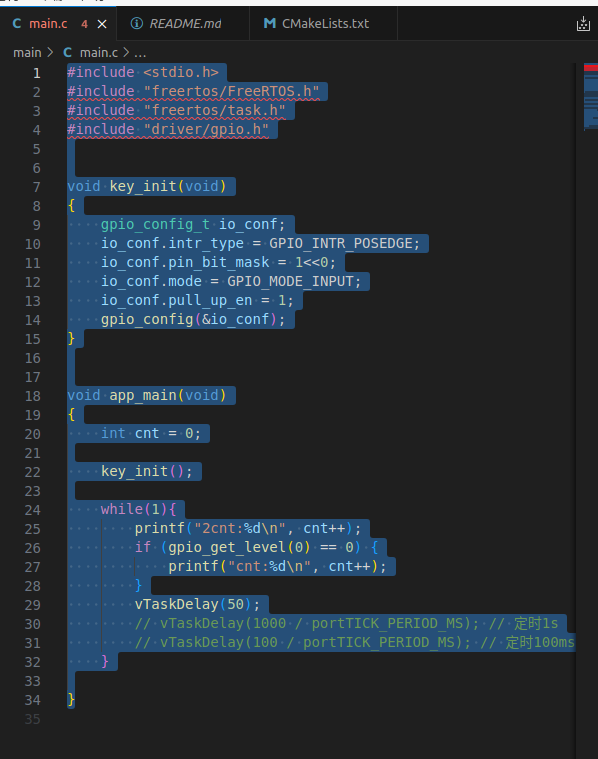 main.c 4 README.md CMakeLists.txt
main > C main.c > ...
1 #include <stdio.h>
2 #include "freertos/FreeRTOS.h"
3 #include "freertos/task.h"
4 #include "driver/gpio.h"
5
6
7 void key_init(void)
8 {
9     gpio_config_t io_conf;
10     io_conf.intr_type = GPIO_INTR_POSEDGE;
11     io_conf.pin_bit_mask = 1<<0;
12     io_conf.mode = GPIO_MODE_INPUT;
13     io_conf.pull_up_en = 1;
14     gpio_config(&io_conf);
15 }
16
17
18 void app_main(void)
19 {
20     int cnt = 0;
21
22     key_init();
23
24     while(1){
25         printf("2cnt:%d\n", cnt++);
26         if (gpio_get_level(0) == 0) {
27             printf("cnt:%d\n", cnt++);
28         }
29         vTaskDelay(50);
30         // vTaskDelay(1000 / portTICK_PERIOD_MS); // 定时1s
31         // vTaskDelay(100 / portTICK_PERIOD_MS); // 定时100ms
32     }
33
34 }
35